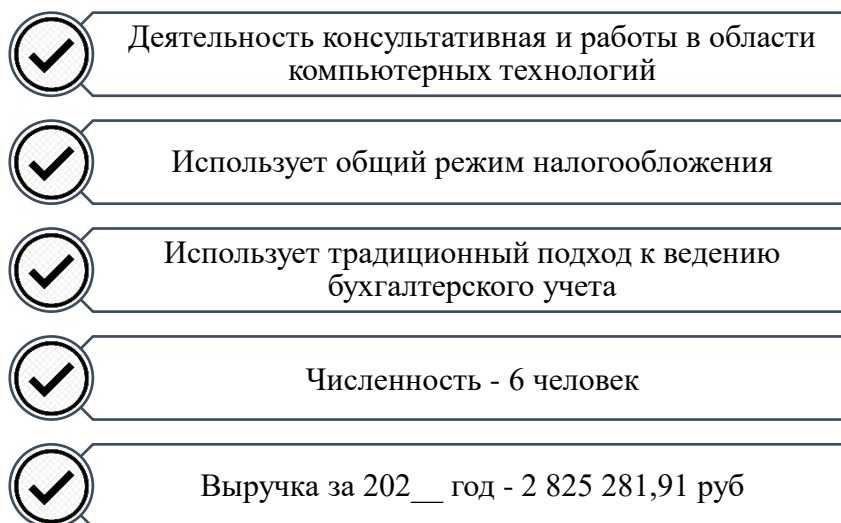 Деятельность консультативная и работы в области
компьютерных технологий
Использует общий режим налогообложения
Использует традиционный подход к ведению
бухгалтерского учета
Численность - 6 человек
Выручка за 202__ год - 2 825 281,91 руб